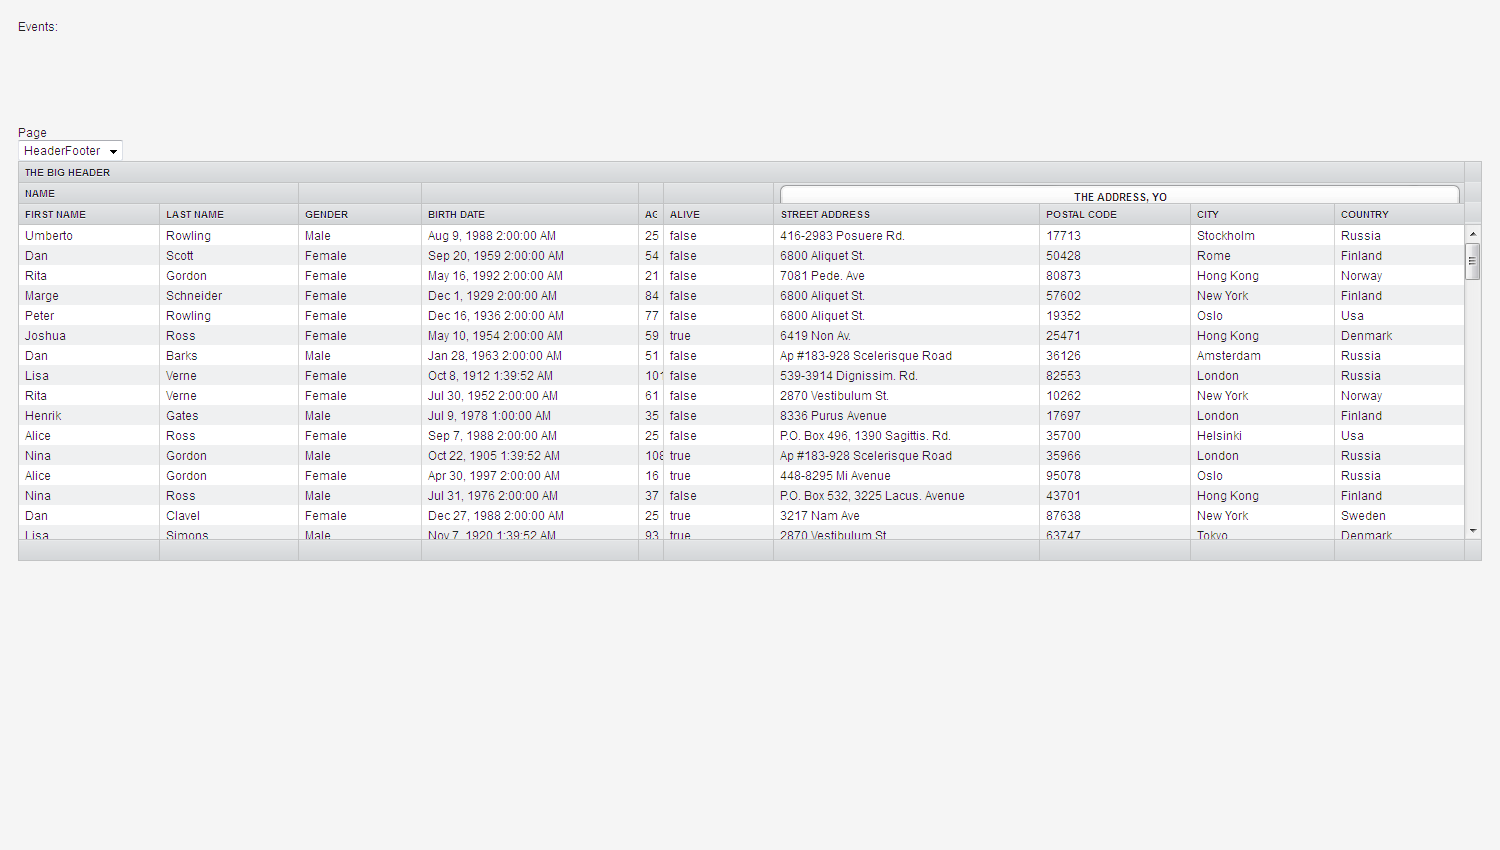 Events:
Page
HeaderFooter
THE BIG HEADER
NAME THE ADDRESS, YO
FIRST NAME LAST NAME GENDER BIRTH DATE AG ALIVE STREET ADDRESS POSTAL CODE CITY COUNTRY
Umberto Rowling Male Aug 9, 1988 2:00:00 AM 25 false 416-2983 Posuere Rd. 17713 Stockholm Russia
Dan Scott Female Sep 20, 1959 2:00:00 AM 54 false 6800 Aliquet St. 50428 Rome Finland
Rita Gordon Female May 16, 1992 2:00:00 AM 21 false 7081 Pede. Ave 80873 Hong Kong Norway
Marge Schneider Female Dec 1, 1929 2:00:00 AM 84 false 6800 Aliquet St. 57602 New York Finland
Peter Rowling Female Dec 16, 1936 2:00:00 AM 77 false 6800 Aliquet St. 19352 Oslo Usa
Joshua Ross Female May 10, 1954 2:00:00 AM 59 true 6419 Non Av. 25471 Hong Kong Denmark
Dan Barks Male Jan 28, 1963 2:00:00 AM 51 false Ap #183-928 Scelerisque Road 36126 Amsterdam Russia
Lisa Verne Female Oct 8, 1912 1:39:52 AM 101 false 539-3914 Dignissim. Rd. 82553 London Russia
Rita Verne Female Jul 30, 1952 2:00:00 AM 61 false 2870 Vestibulum St. 10262 New York Norway
Henrik Gates Male Jul 9, 1978 1:00:00 AM 35 false 8336 Purus Avenue 17697 London Finland
Alice Ross Female Sep 7, 1988 2:00:00 AM 25 false P.O. Box 496, 1390 Sagittis. Rd. 35700 Helsinki Usa
Nina Gordon Male Oct 22, 1905 1:39:52 AM 108 true Ap #183-928 Scelerisque Road 35966 London Russia
Alice Gordon Female Apr 30, 1997 2:00:00 AM 16 true 448-8295 Mi Avenue 95078 Oslo Russia
Nina Ross Male Jul 31, 1976 2:00:00 AM 37 false P.O. Box 532, 3225 Lacus. Avenue 43701 Hong Kong Finland
Dan Clavel Female Dec 27, 1988 2:00:00 AM 25 true 3217 Nam Ave 87638 New York Sweden
Lisa Simons Male Nov 7, 1920 1:39:52 AM 93 true 2870 Vestibulum St. 63747 Tokyo Denmark